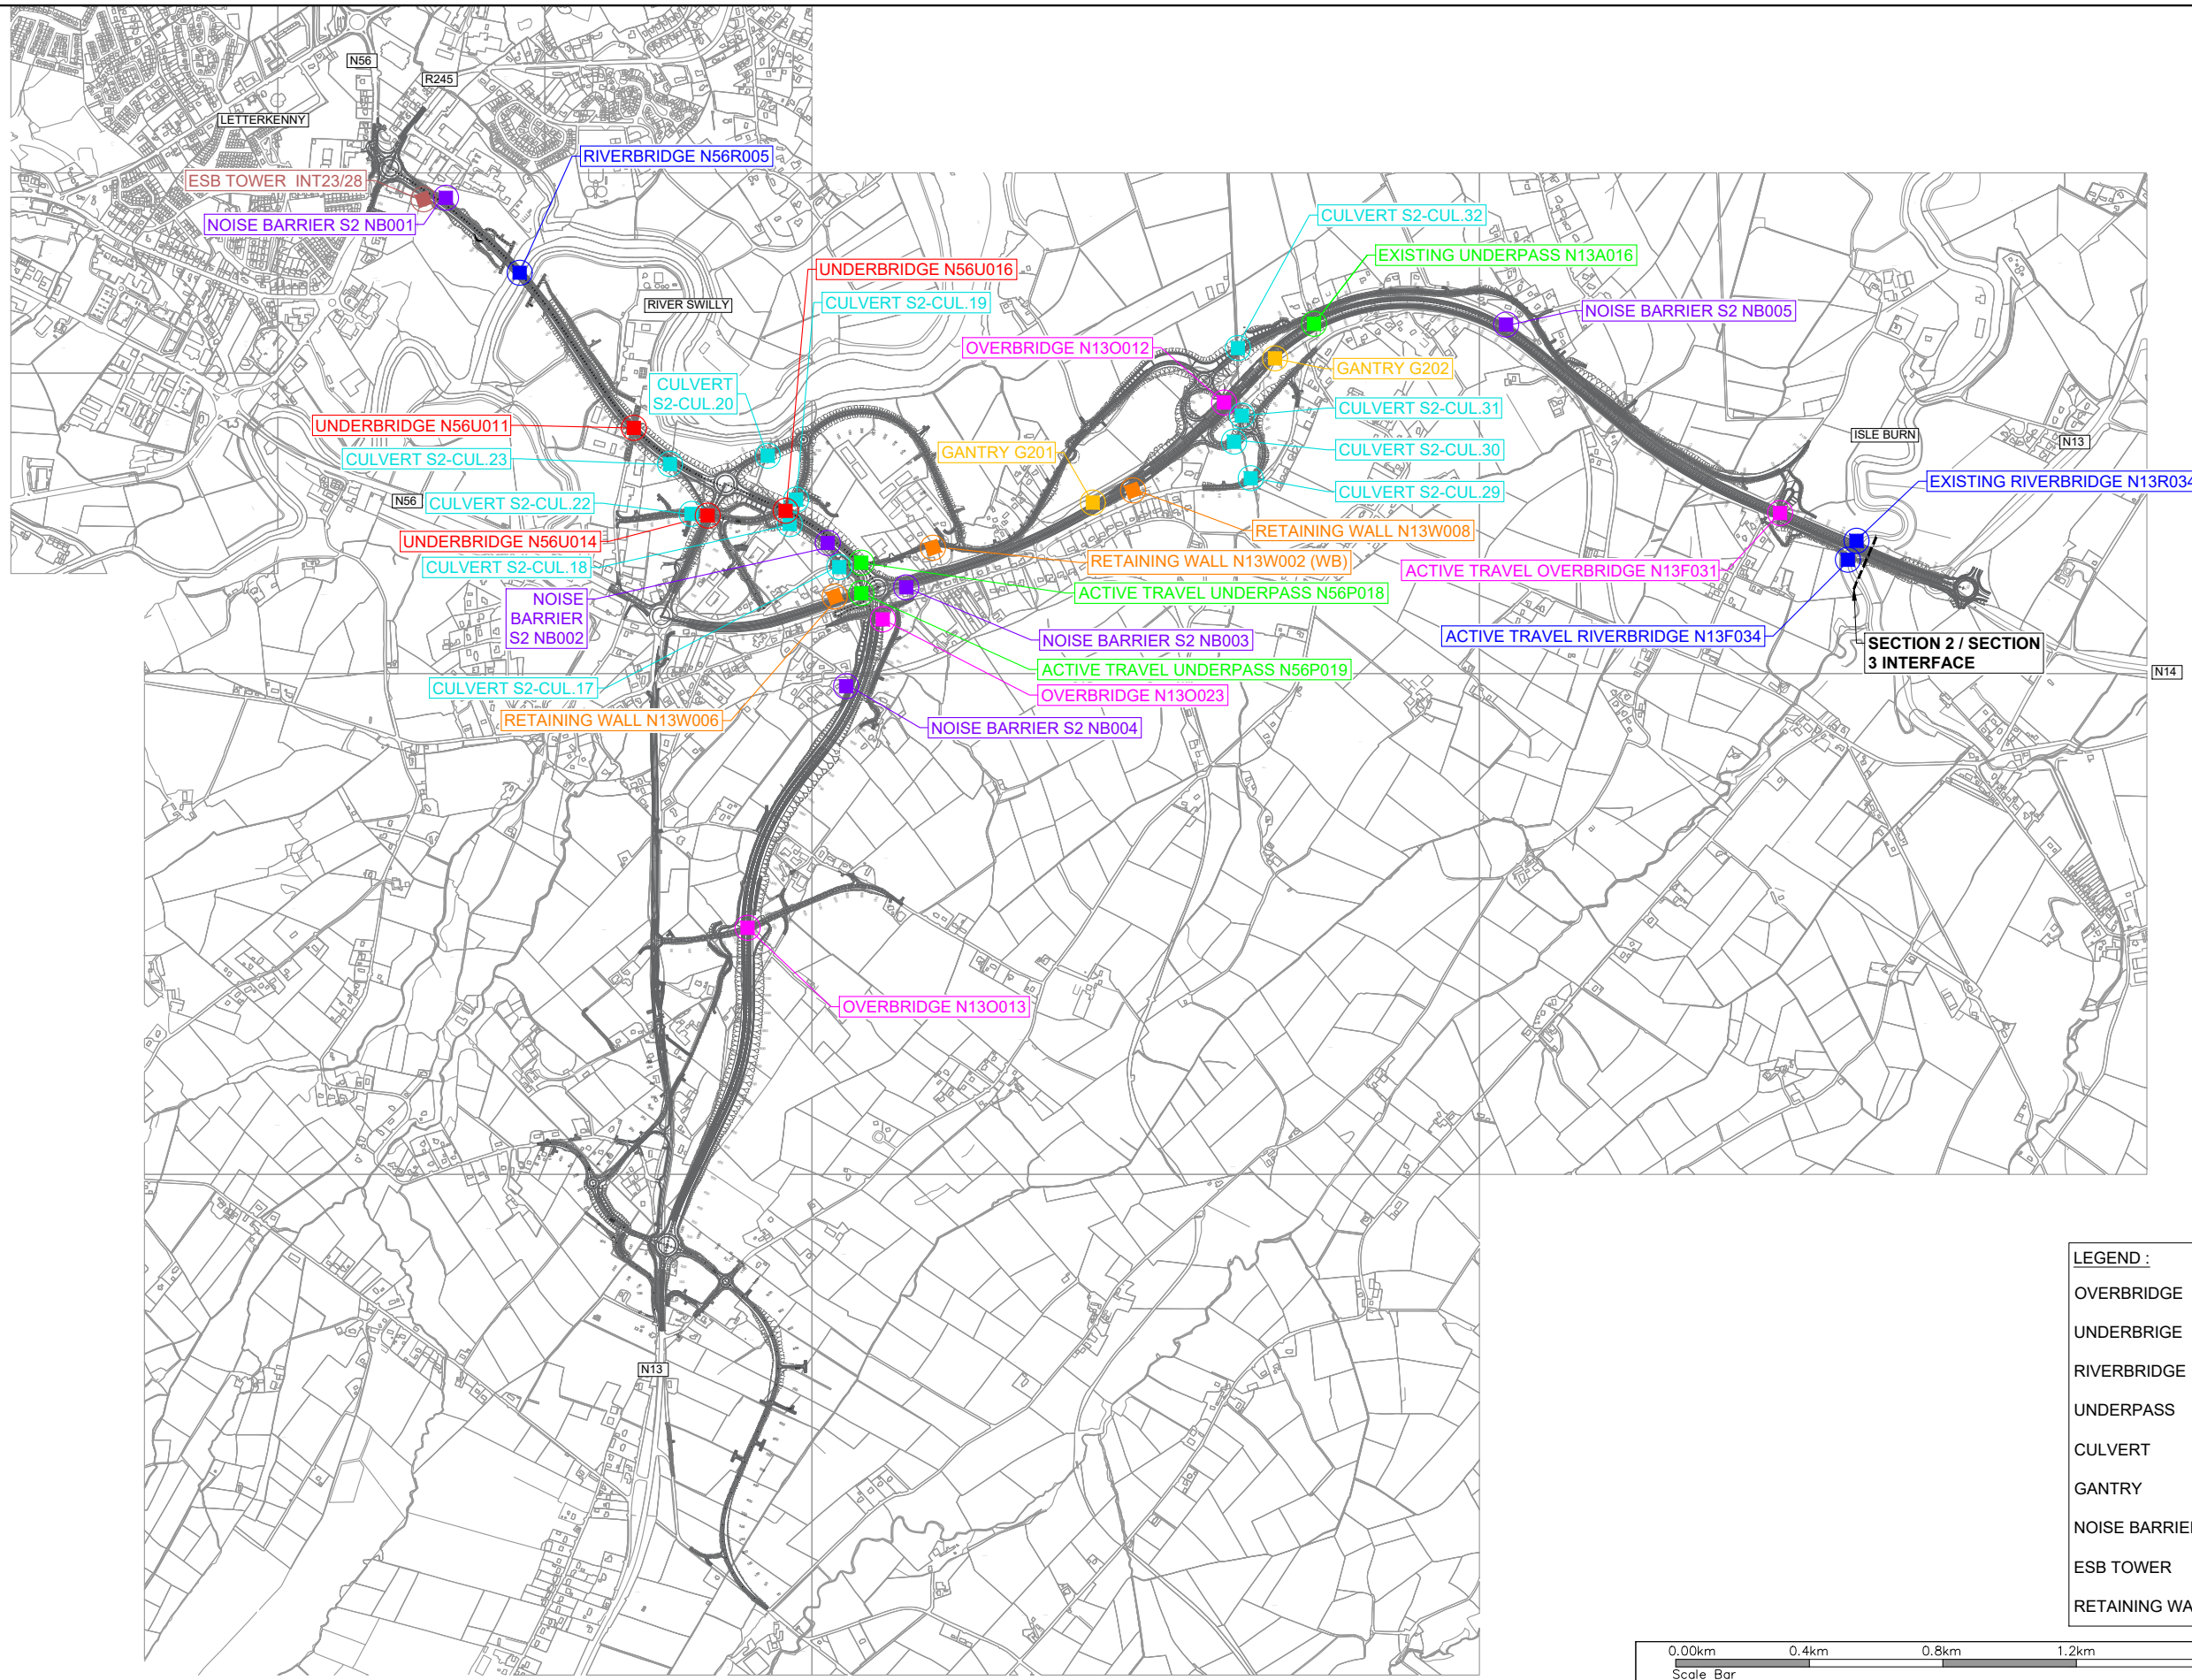 N56
R245
LETTERKENNY
RIVERBRIDGE N56R005
ESB TOWER INT23/28
NOISE BARRIER S2 NB001
CULVERT S2-CUL.32
EXISTING UNDERPASS N13A016
UNDERBRIDGE N56U016
RIVER SWILLY
CULVERT S2-CUL.19
NOISE BARRIER S2 NB005
OVERBRIDGE N13O012
GANTRY G202
CULVERT
S2-CUL.20
CULVERT S2-CUL.31
UNDERBRIDGE N56U011
ISLE BURN
N13
CULVERT S2-CUL.30
GANTRY G201
CULVERT S2-CUL.23
EXISTING RIVERBRIDGE N13R034
CULVERT S2-CUL.29
N56
CULVERT S2-CUL.22
RETAINING WALL N13W008
UNDERBRIDGE N56U014
RETAINING WALL N13W002 (WB)
CULVERT S2-CUL.18
ACTIVE TRAVEL OVERBRIDGE N13F031
ACTIVE TRAVEL UNDERPASS N56P018
NOISE
BARRIER
S2 NB002
NOISE BARRIER S2 NB003
ACTIVE TRAVEL RIVERBRIDGE N13F034
SECTION 2 / SECTION
3 INTERFACE
ACTIVE TRAVEL UNDERPASS N56P019
N14
CULVERT S2-CUL.17
OVERBRIDGE N13O023
RETAINING WALL N13W006
NOISE BARRIER S2 NB004
OVERBRIDGE N13O013
N13
LEGEND :
OVERBRIDGE
UNDERBRIGE
RIVERBRIDGE
UNDERPASS
CULVERT
GANTRY
NOISE BARRIER
ESB TOWER
RETAINING WA
0.00km 0.4km 0.8km 1.2km
Scale Bar